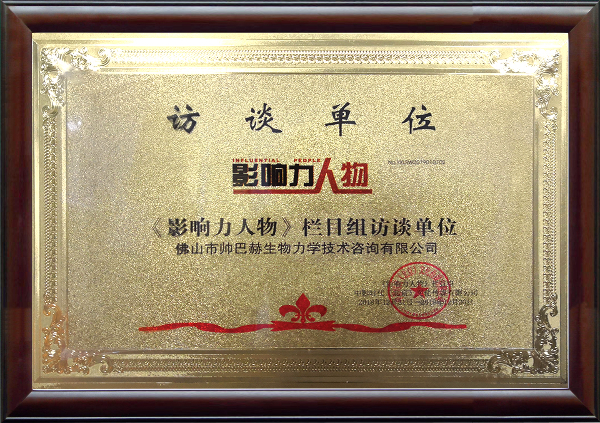 访谈单位
INFLUENTIAL PEOPLE
影响力人物
《影响力人物》栏目组访谈单位
佛山市帅巴赫生物力学技术咨询有限公司